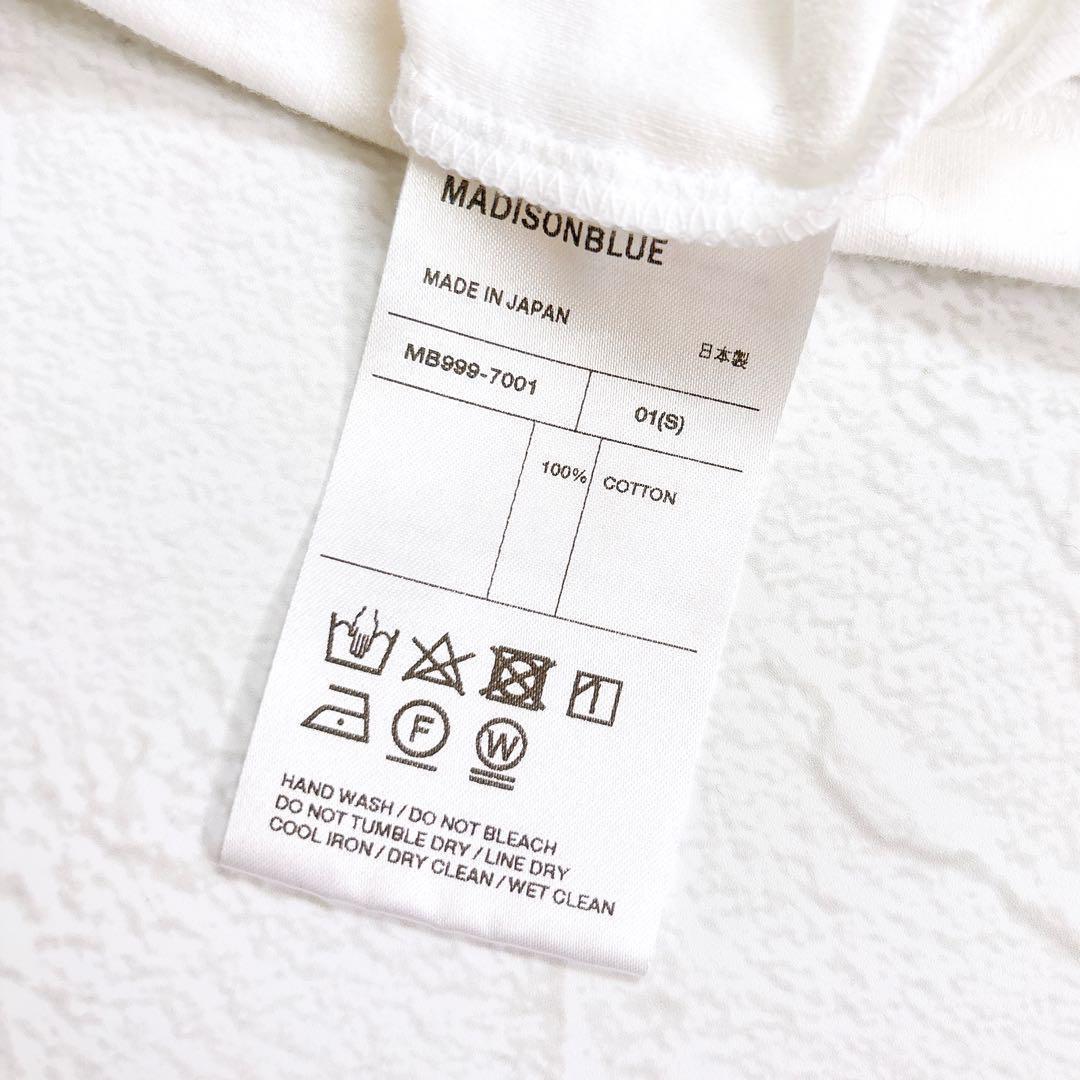 MADISONBLUE
MADE IN JAPAN
日本製
MB999-7001 01(S)
100% COTTON
F W
HAND WASH / DO NOT BLEACH
DO NOT TUMBLE DRY / LINE DRY
COOL IRON / DRY CLEAN / WET CLEAN